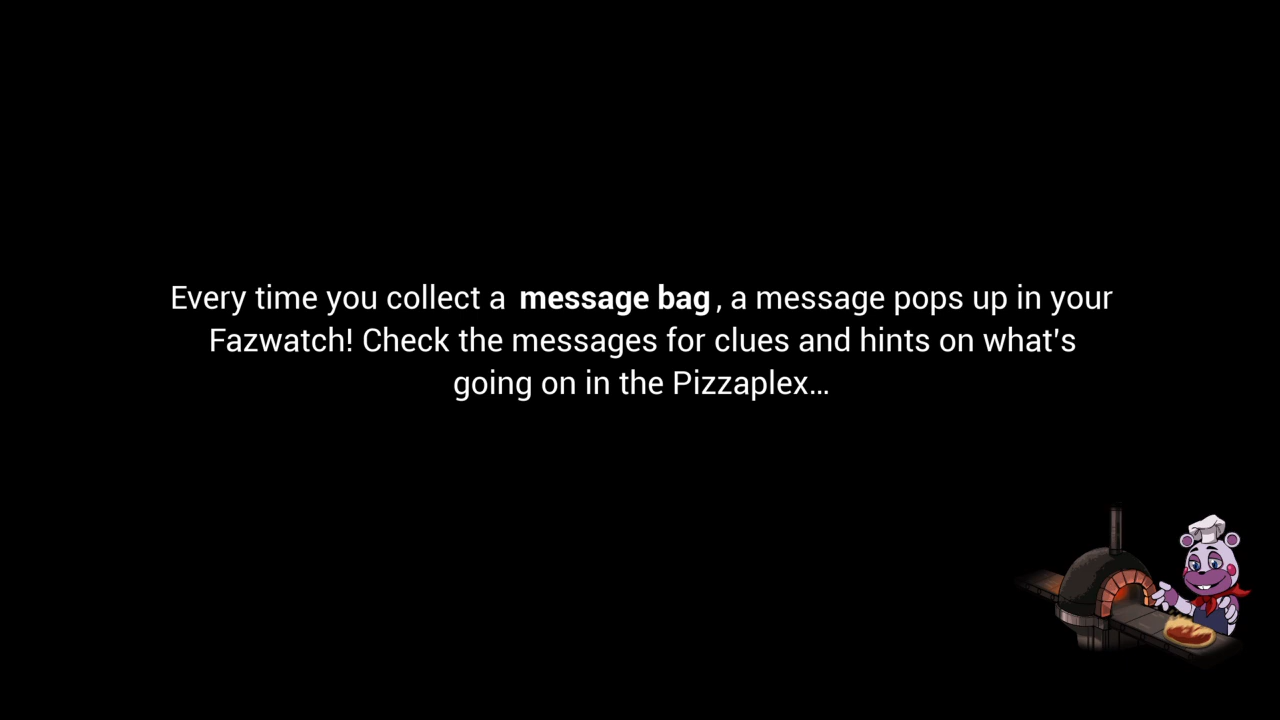 Every time you collect a message bag, a message pops up in your
Fazwatch! Check the messages for clues and hints on what's
going on in the Pizzaplex...